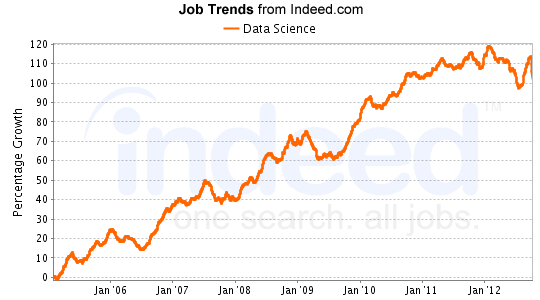 Job Trends from Indeed.com
Data Science
Percentage Growth
120
110
100
90
80
70
60
50
40
30
20
10
0
indeed™
one search. all jobs.
Jan '06 Jan '07 Jan '08 Jan '09 Jan '10 Jan '11 Jan '12